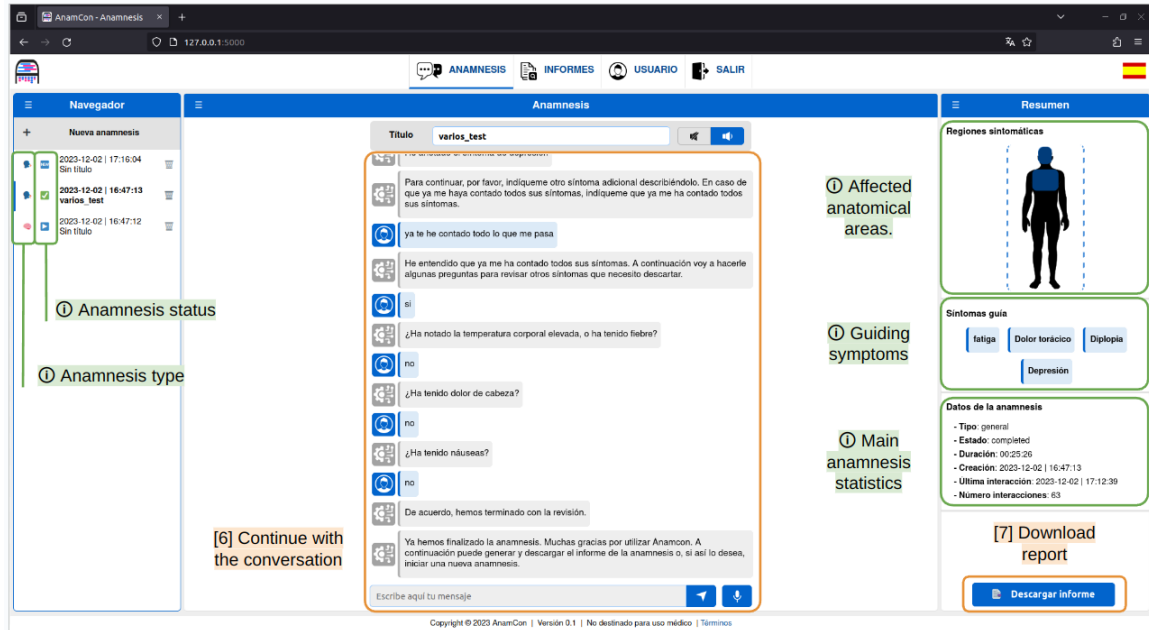 AnamCon - Anamnesis
127.0.0.1:5000
ANAMNESIS
INFORMES
USUARIO
SALIR
Navegador
Nueva anamnesis
2023-12-02 | 17:16:04
Sin título
2023-12-02 | 16:47:13
varios_test
2023-12-02 | 16:47:12
Sin título
ⓘ Anamnesis status
ⓘ Anamnesis type
Anamnesis
Título
varios_test
Para continuar, por favor, indíqueme otro síntoma adicional describiéndolo. En caso de
que ya me haya contado todos sus síntomas, indíqueme que ya me ha contado todos
sus síntomas.
ya te he contado todo lo que me pasa
He entendido que ya me ha contado todos sus síntomas. A continuación voy a hacerle
algunas preguntas para revisar otros síntomas que necesito descartar.
si
¿Ha notado la temperatura corporal elevada, o ha tenido fiebre?
no
¿Ha tenido dolor de cabeza?
no
¿Ha tenido náuseas?
no
De acuerdo, hemos terminado con la revisión.
Ya hemos finalizado la anamnesis. Muchas gracias por utilizar Anamcon. A
continuación puede generar y descargar el informe de la anamnesis o, si así lo desea,
iniciar una nueva anamnesis.
Escribe aquí tu mensaje
[6] Continue with
the conversation
ⓘ Affected
anatomical
areas.
ⓘ Guiding
symptoms
ⓘ Main
anamnesis
statistics
Resumen
Regiones sintomáticas
Síntomas guía
fatiga
Dolor torácico
Diplopía
Depresión
Datos de la anamnesis
- Tipo: general
- Estado: completed
- Duración: 00:25:26
- Creación: 2023-12-02 | 16:47:13
- Última interacción: 2023-12-02 | 17:12:39
- Número interacciones: 63
[7] Download
report
Descargar informe
Copyright © 2023 AnamCon | Versión 0.1 | No destinado para uso médico | Términos